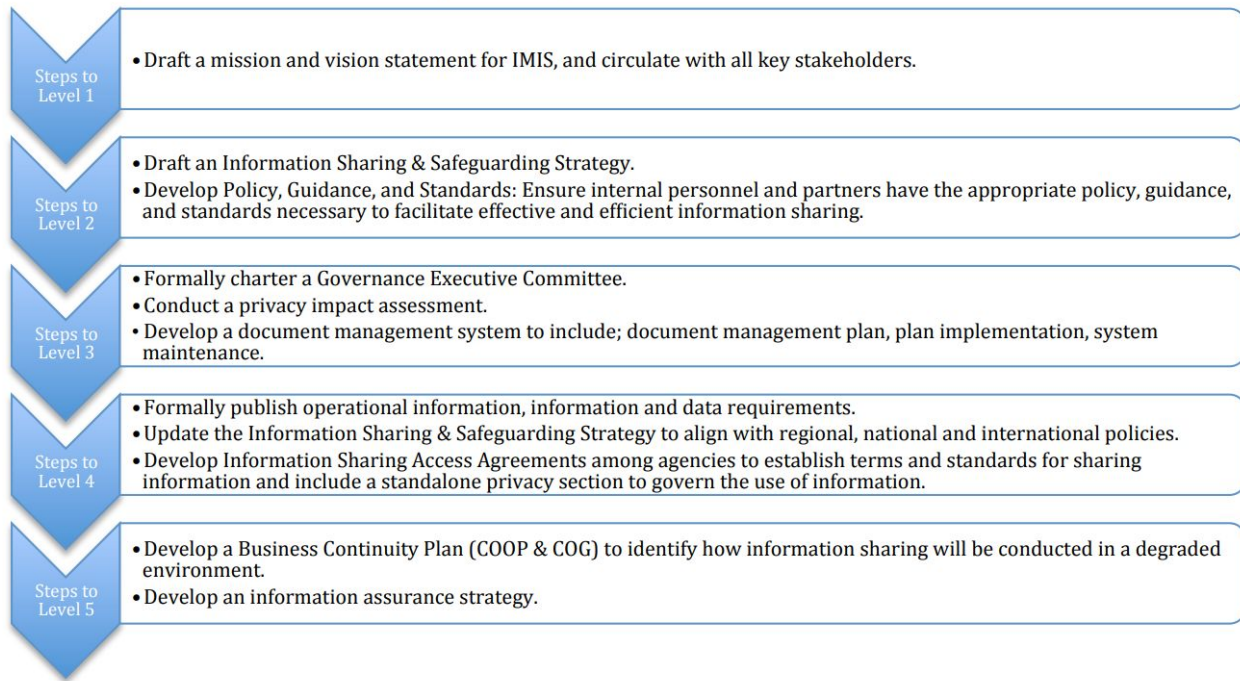 Steps to
Level 1
• Draft a mission and vision statement for IMIS, and circulate with all key stakeholders.
Steps to
Level 2
• Draft an Information Sharing & Safeguarding Strategy.
• Develop Policy, Guidance, and Standards: Ensure internal personnel and partners have the appropriate policy, guidance,
and standards necessary to facilitate effective and efficient information sharing.
Steps to
Level 3
• Formally charter a Governance Executive Committee.
• Conduct a privacy impact assessment.
• Develop a document management system to include; document management plan, plan implementation, system
maintenance.
Steps to
Level 4
• Formally publish operational information, information and data requirements.
• Update the Information Sharing & Safeguarding Strategy to align with regional, national and international policies.
• Develop Information Sharing Access Agreements among agencies to establish terms and standards for sharing
information and include a standalone privacy section to govern the use of information.
Steps to
Level 5
• Develop a Business Continuity Plan (COOP & COG) to identify how information sharing will be conducted in a degraded
environment.
• Develop an information assurance strategy.